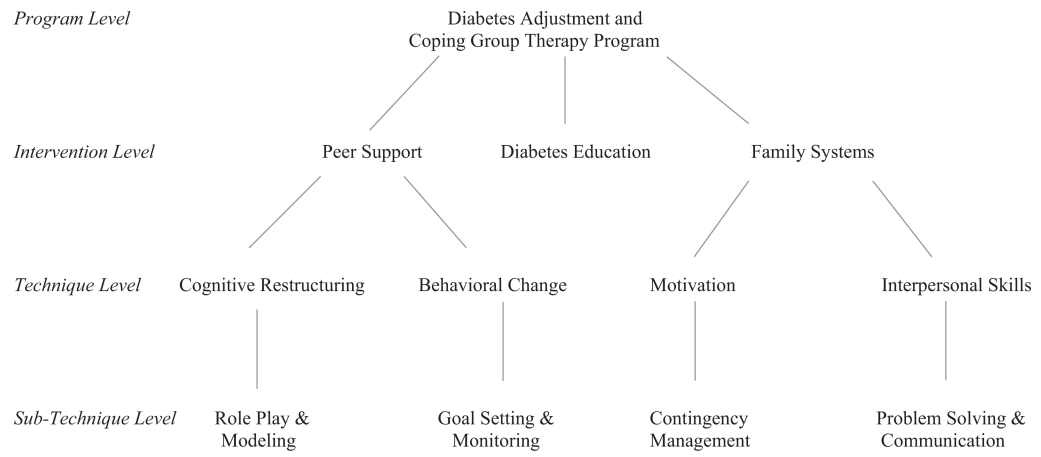 Program Level
Diabetes Adjustment and
Coping Group Therapy Program
Intervention Level
Peer Support
Diabetes Education
Family Systems
Technique Level
Cognitive Restructuring
Behavioral Change
Motivation
Interpersonal Skills
Sub-Technique Level
Role Play &
Modeling
Goal Setting &
Monitoring
Contingency
Management
Problem Solving &
Communication